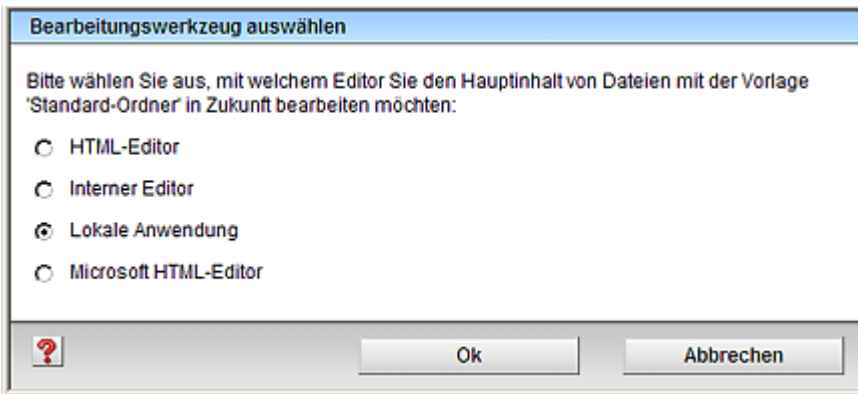 Bearbeitungswerkzeug auswählen
Bitte wählen Sie aus, mit welchem Editor Sie den Hauptinhalt von Dateien mit der Vorlage
'Standard-Ordner' in Zukunft bearbeiten möchten:
HTML-Editor
Interner Editor
Lokale Anwendung
Microsoft HTML-Editor
? Ok Abbrechen